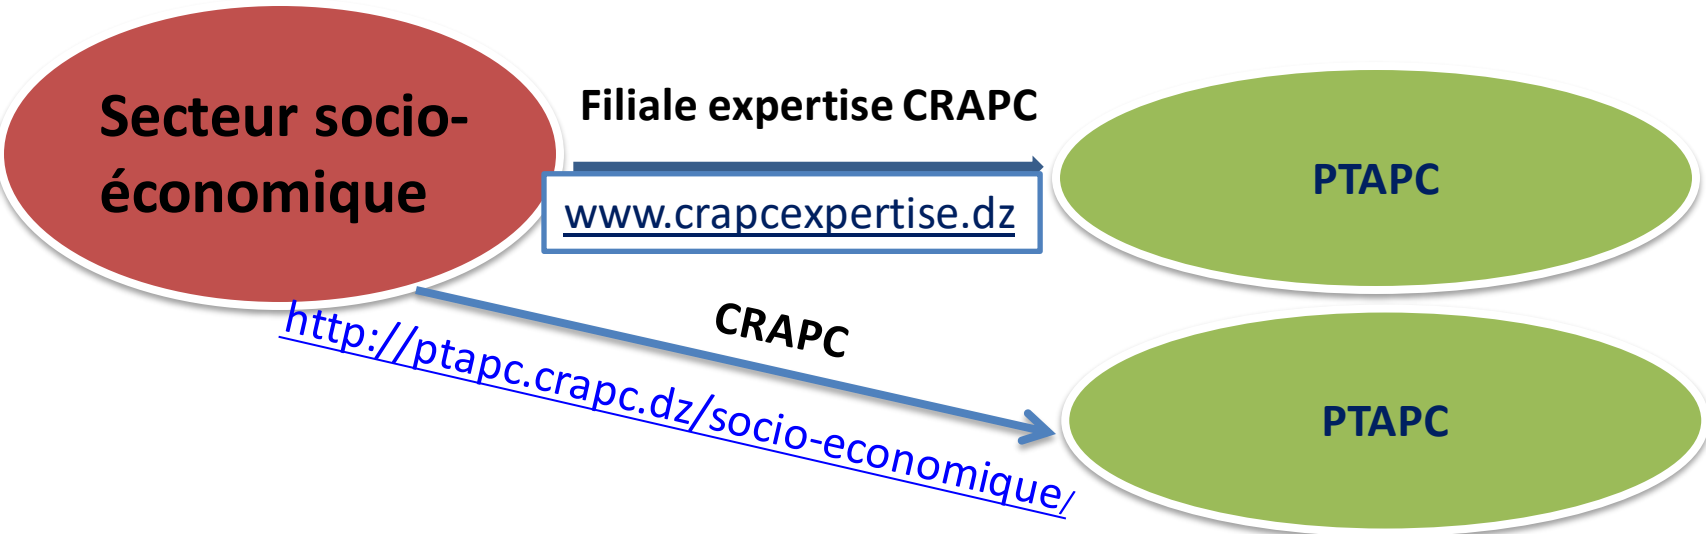 Secteur socio-
économique
Filiale expertise CRAPC
www.crapcexpertise.dz
PTAPC
CRAPC
http://ptapc.crapc.dz/socio-economique/
PTAPC